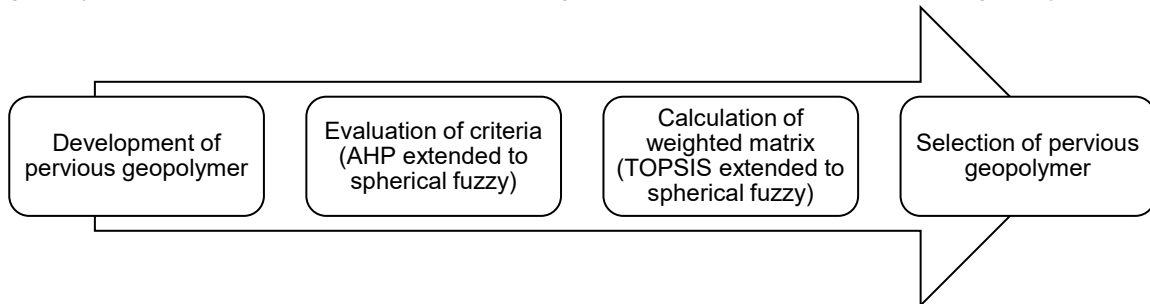 Development of
pervious geopolymer
Evaluation of criteria
(AHP extended to
spherical fuzzy)
Calculation of
weighted matrix
(TOPSIS extended to
spherical fuzzy)
Selection of pervious
geopolymer